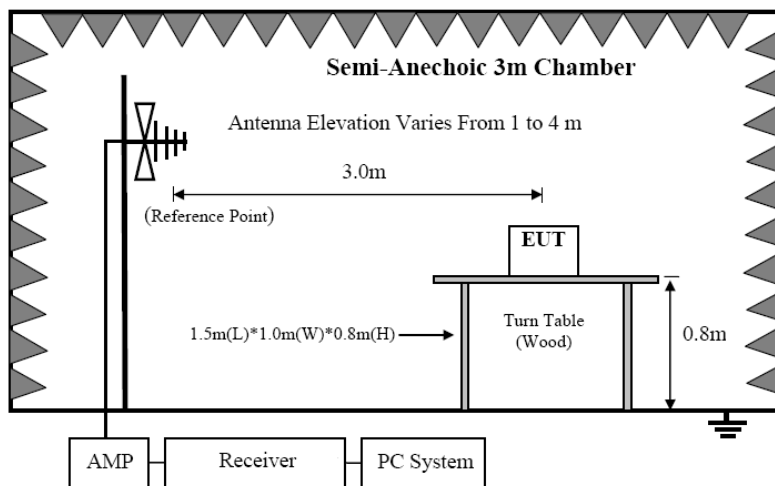 Semi-Anechoic 3m Chamber
Antenna Elevation Varies From 1 to 4 m
3.0m
(Reference Point)
EUT
1.5m(L)*1.0m(W)*0.8m(H)
Turn Table
(Wood)
0.8m
AMP
Receiver
PC System